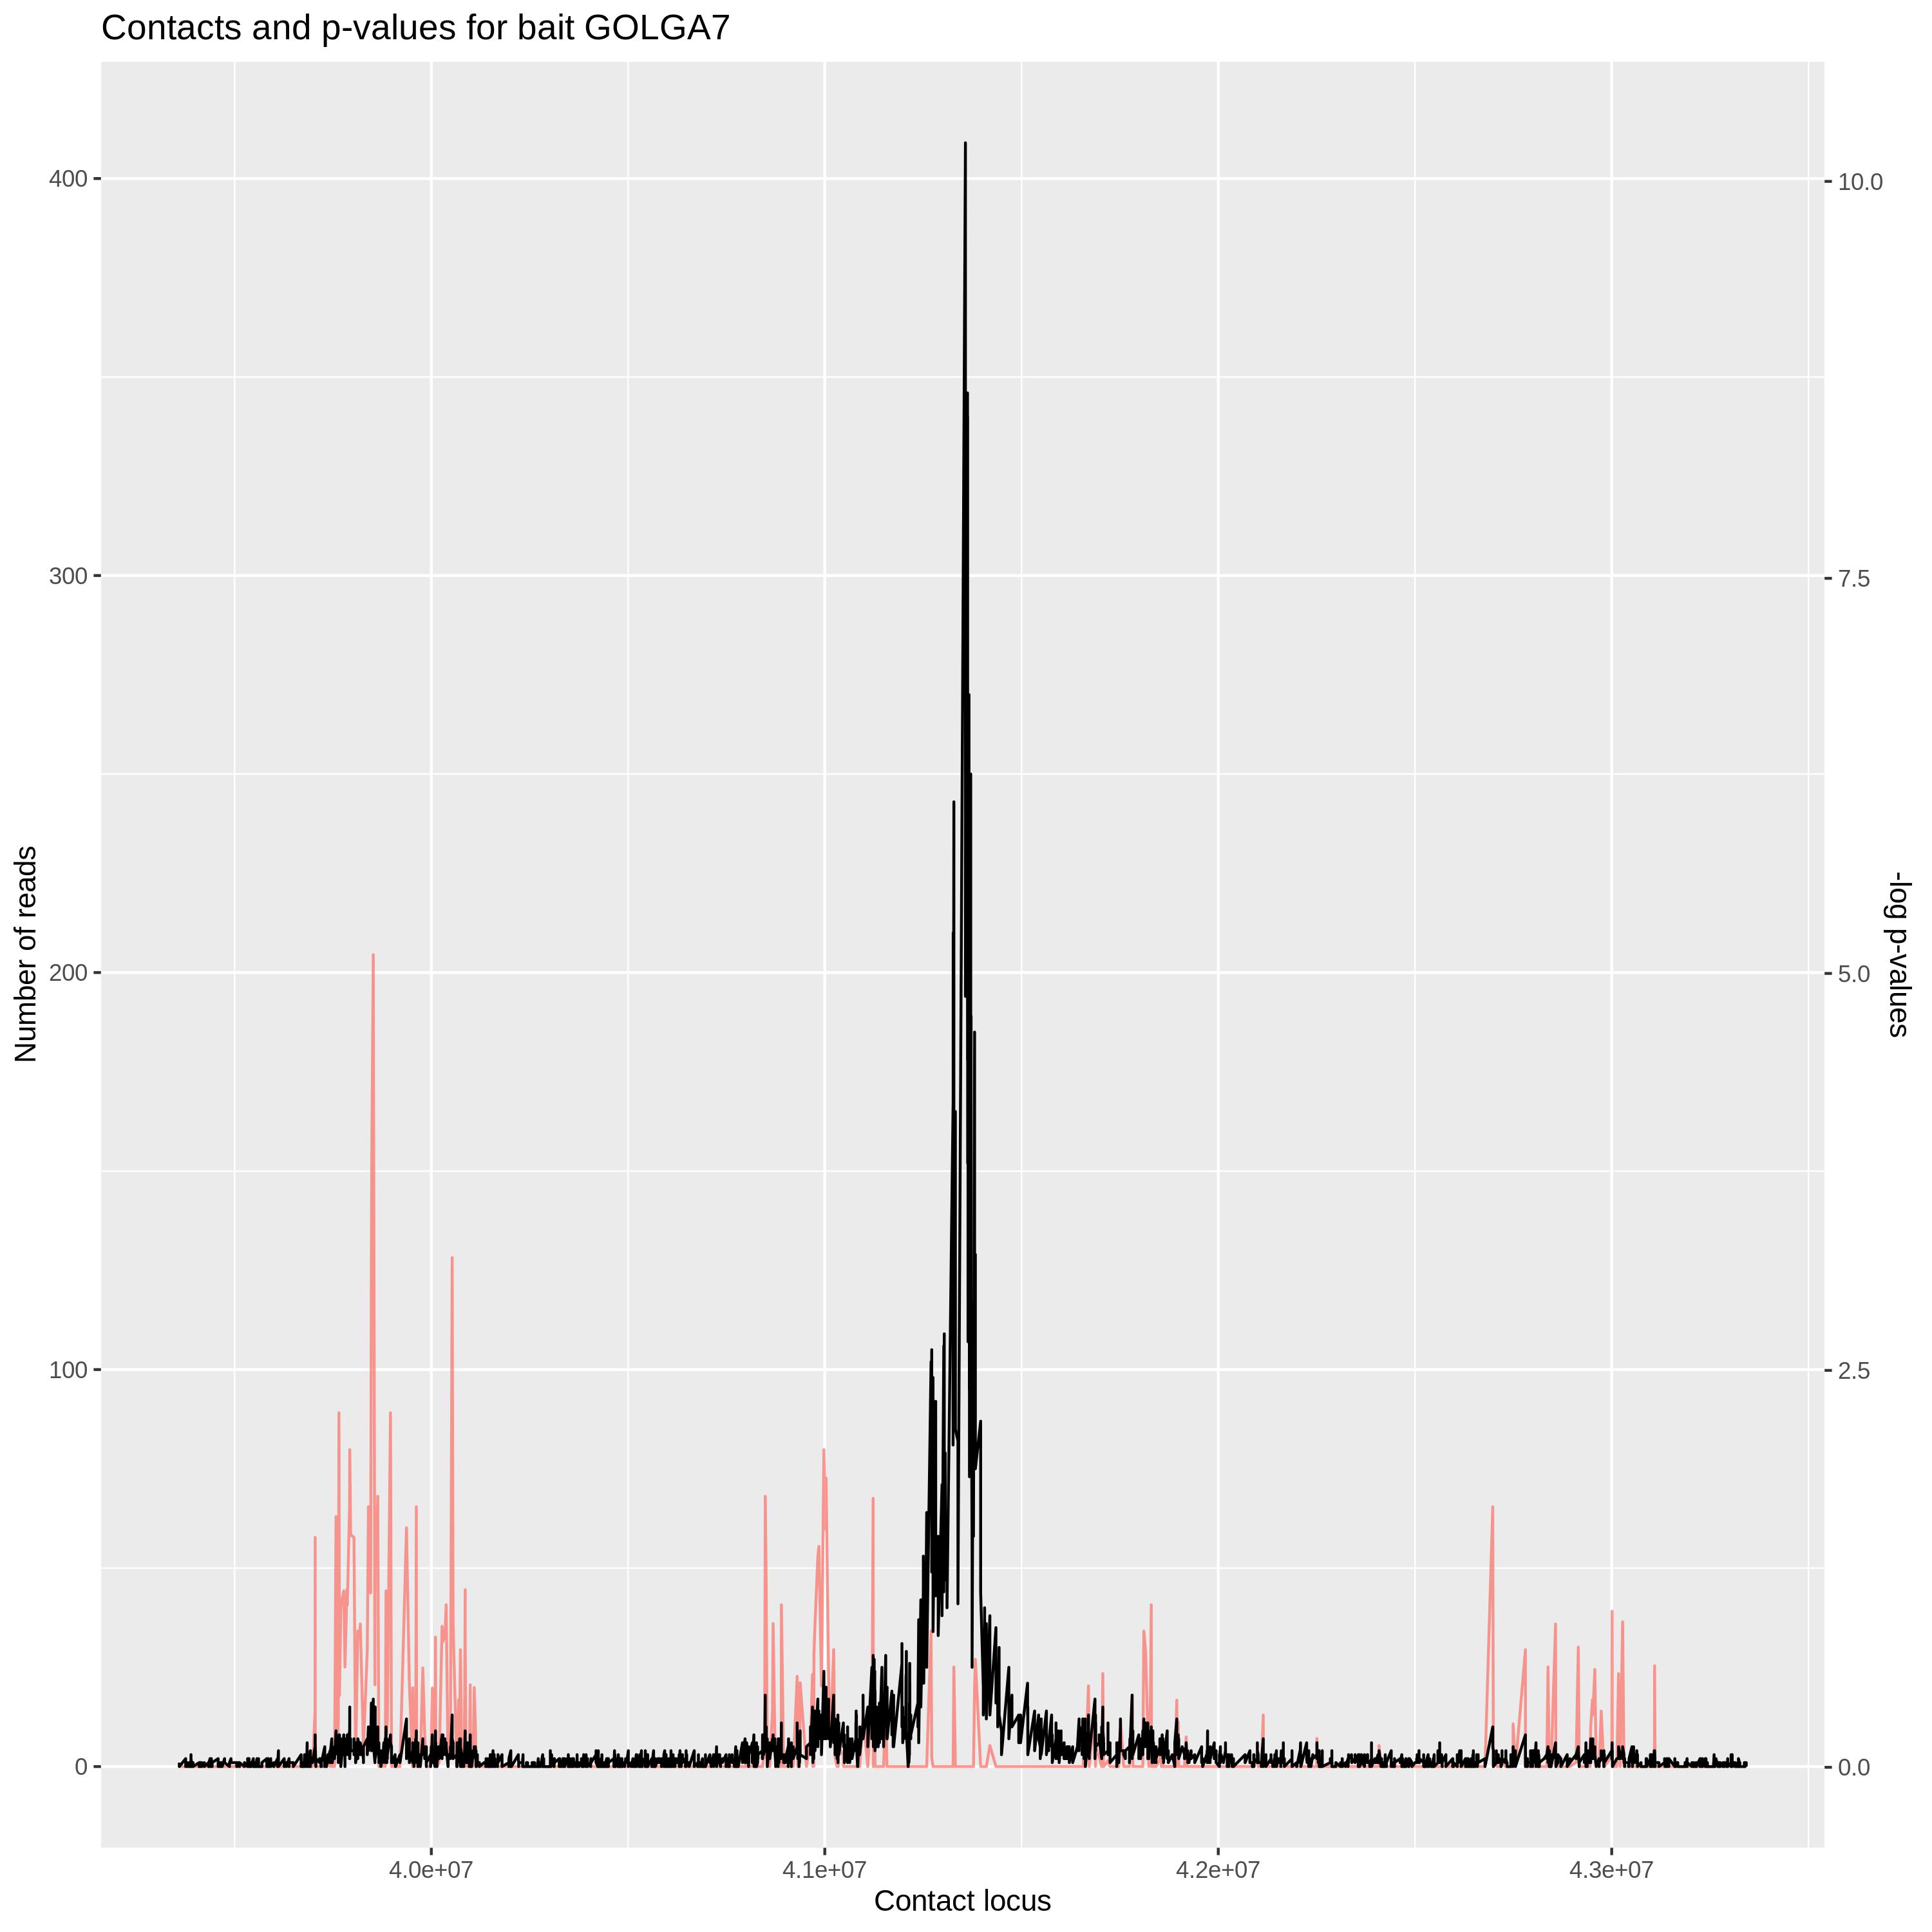 Contacts and p-values for bait GOLGA7
400
300
200
100
0
10.0
7.5
5.0
2.5
0.0
Number of reads
-log p-values
4.0e+07
4.1e+07
4.2e+07
4.3e+07
Contact locus